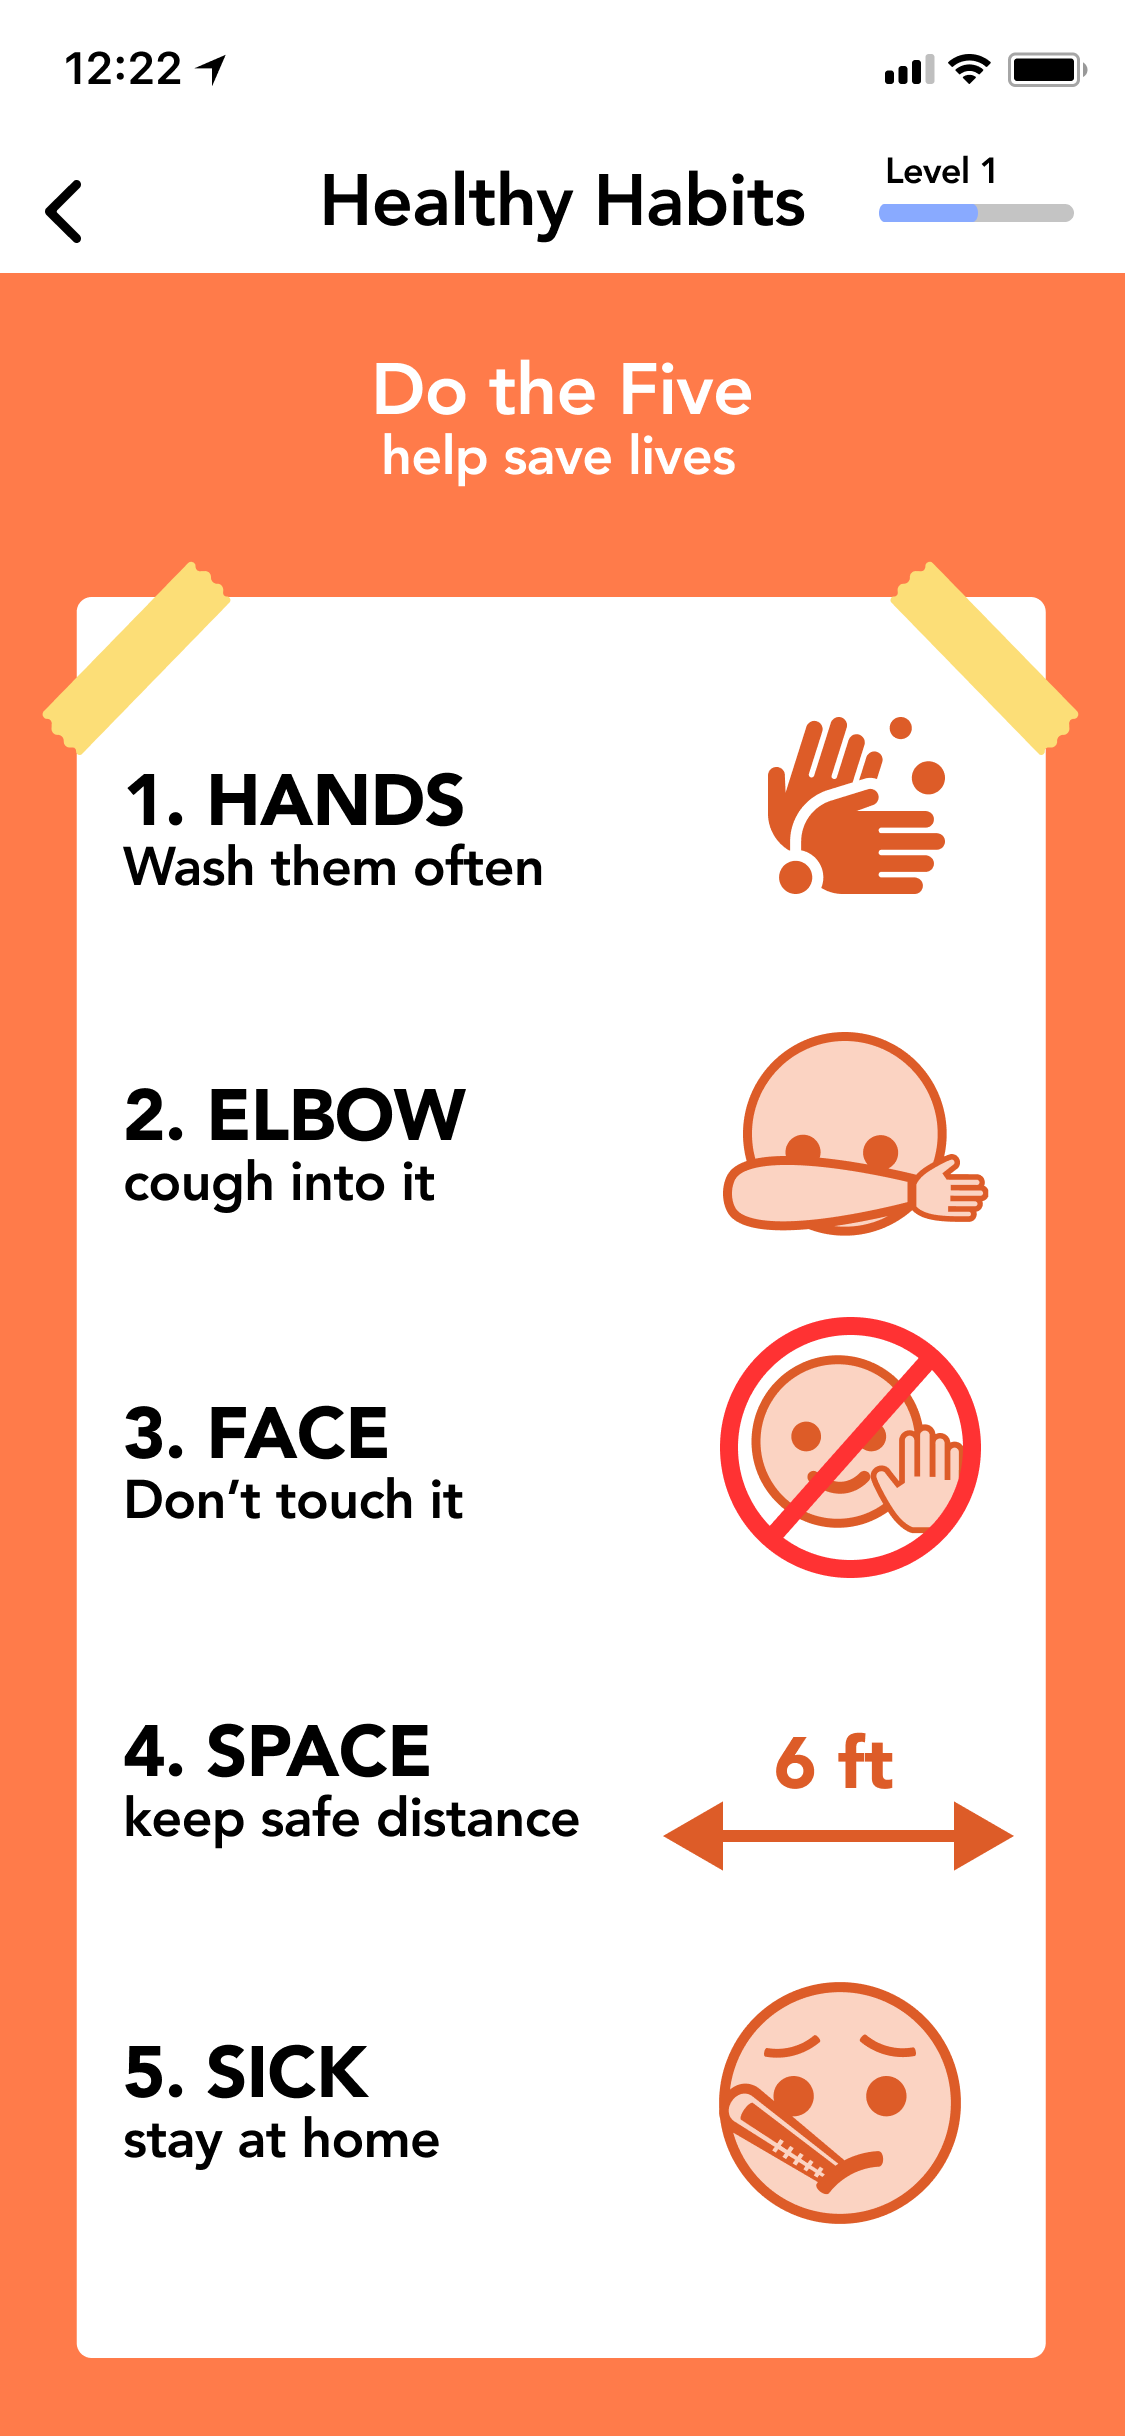 12:22
Healthy Habits
Level 1
Do the Five
help save lives
1. HANDS
Wash them often
2. ELBOW
cough into it
3. FACE
Don’t touch it
4. SPACE
keep safe distance
6 ft
5. SICK
stay at home